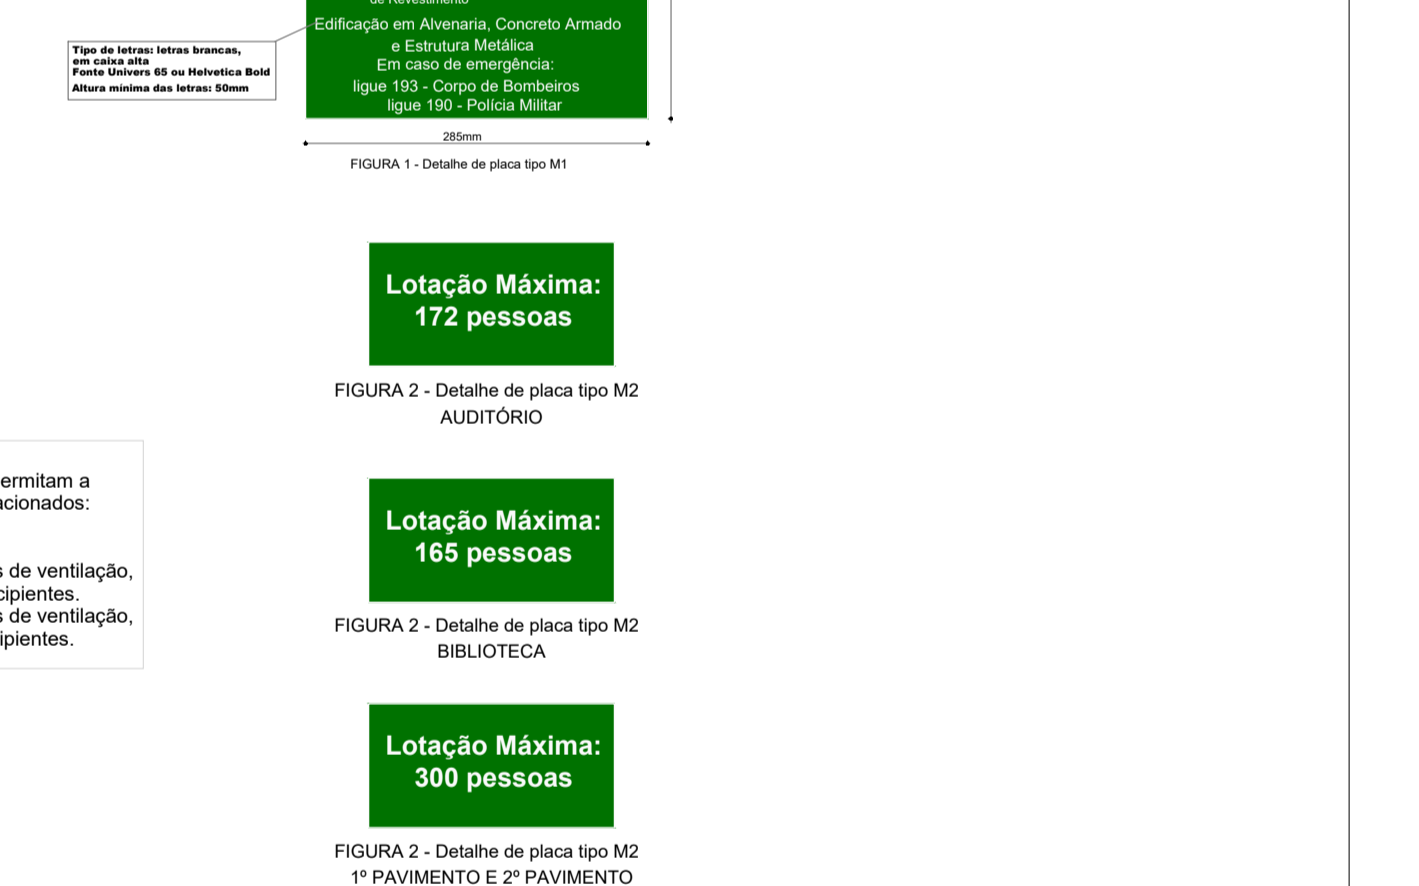 de Revestimento
Edificação em Alvenaria, Concreto Armado
e Estrutura Metálica
Em caso de emergência:
ligue 193 - Corpo de Bombeiros
ligue 190 - Polícia Militar
Tipo de letras: letras brancas,
em caixa alta
Fonte Univers 65 ou Helvetica Bold
Altura mínima das letras: 50mm
285mm
FIGURA 1 - Detalhe de placa tipo M1
Lotação Máxima:
172 pessoas
FIGURA 2 - Detalhe de placa tipo M2
AUDITÓRIO
ermitam a
acionados:
s de ventilação,
cipientes.
s de ventilação,
ipientes.
Lotação Máxima:
165 pessoas
FIGURA 2 - Detalhe de placa tipo M2
BIBLIOTECA
Lotação Máxima:
300 pessoas
FIGURA 2 - Detalhe de placa tipo M2
1º PAVIMENTO E 2º PAVIMENTO